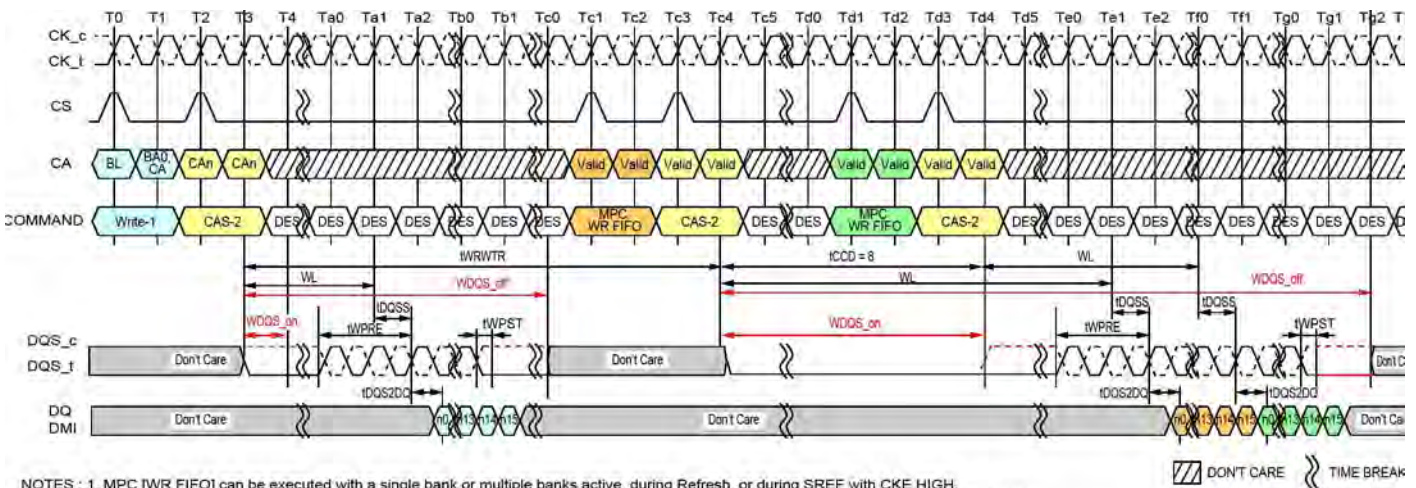 T0 T1 T2 T3 T4 Ta0 Ta1 Ta2 Tb0 Tb1 Tc0 Tc1 Tc2 Tc3 Tc4 Tc5 Td0 Td1 Td2 Td3 Td4 Td5 Te0 Te1 Te2 Tf0 Tf1 Tg0 Tg1 Tg2
CK_c
CK_t
CS
CA BL BA0, CA CAn CAn Valid Valid Valid Valid Valid Valid Valid Valid
COMMAND Write-1 CAS-2 DES DES DES DES DES DES DES MPC WR FIFO CAS-2 DES DES MPC WR FIFO CAS-2 DES DES DES DES DES DES DES DES
tWRWTR tCCD = 8 WL
WL WDQS_off WL WDQS_off
tDQSS tDQSS tDQSS
WDQS_on tWPRE tWPST WDQS_on tWPRE tWPST
DQS_c
DQS_t Don't Care Don't Care
tDQS2DQ tDQS2DQ tDQS2DQ
DQ
DMI Don't Care n0 n13 n14 n15 Don't Care n0 n13 n14 n15 n0 n13 n14 n15
DON'T CARE TIME BREAK
NOTES : 1. MPC [WR FIFO] can be executed with a single bank or multiple banks active, during Refresh, or during SREF with CKE HIGH.